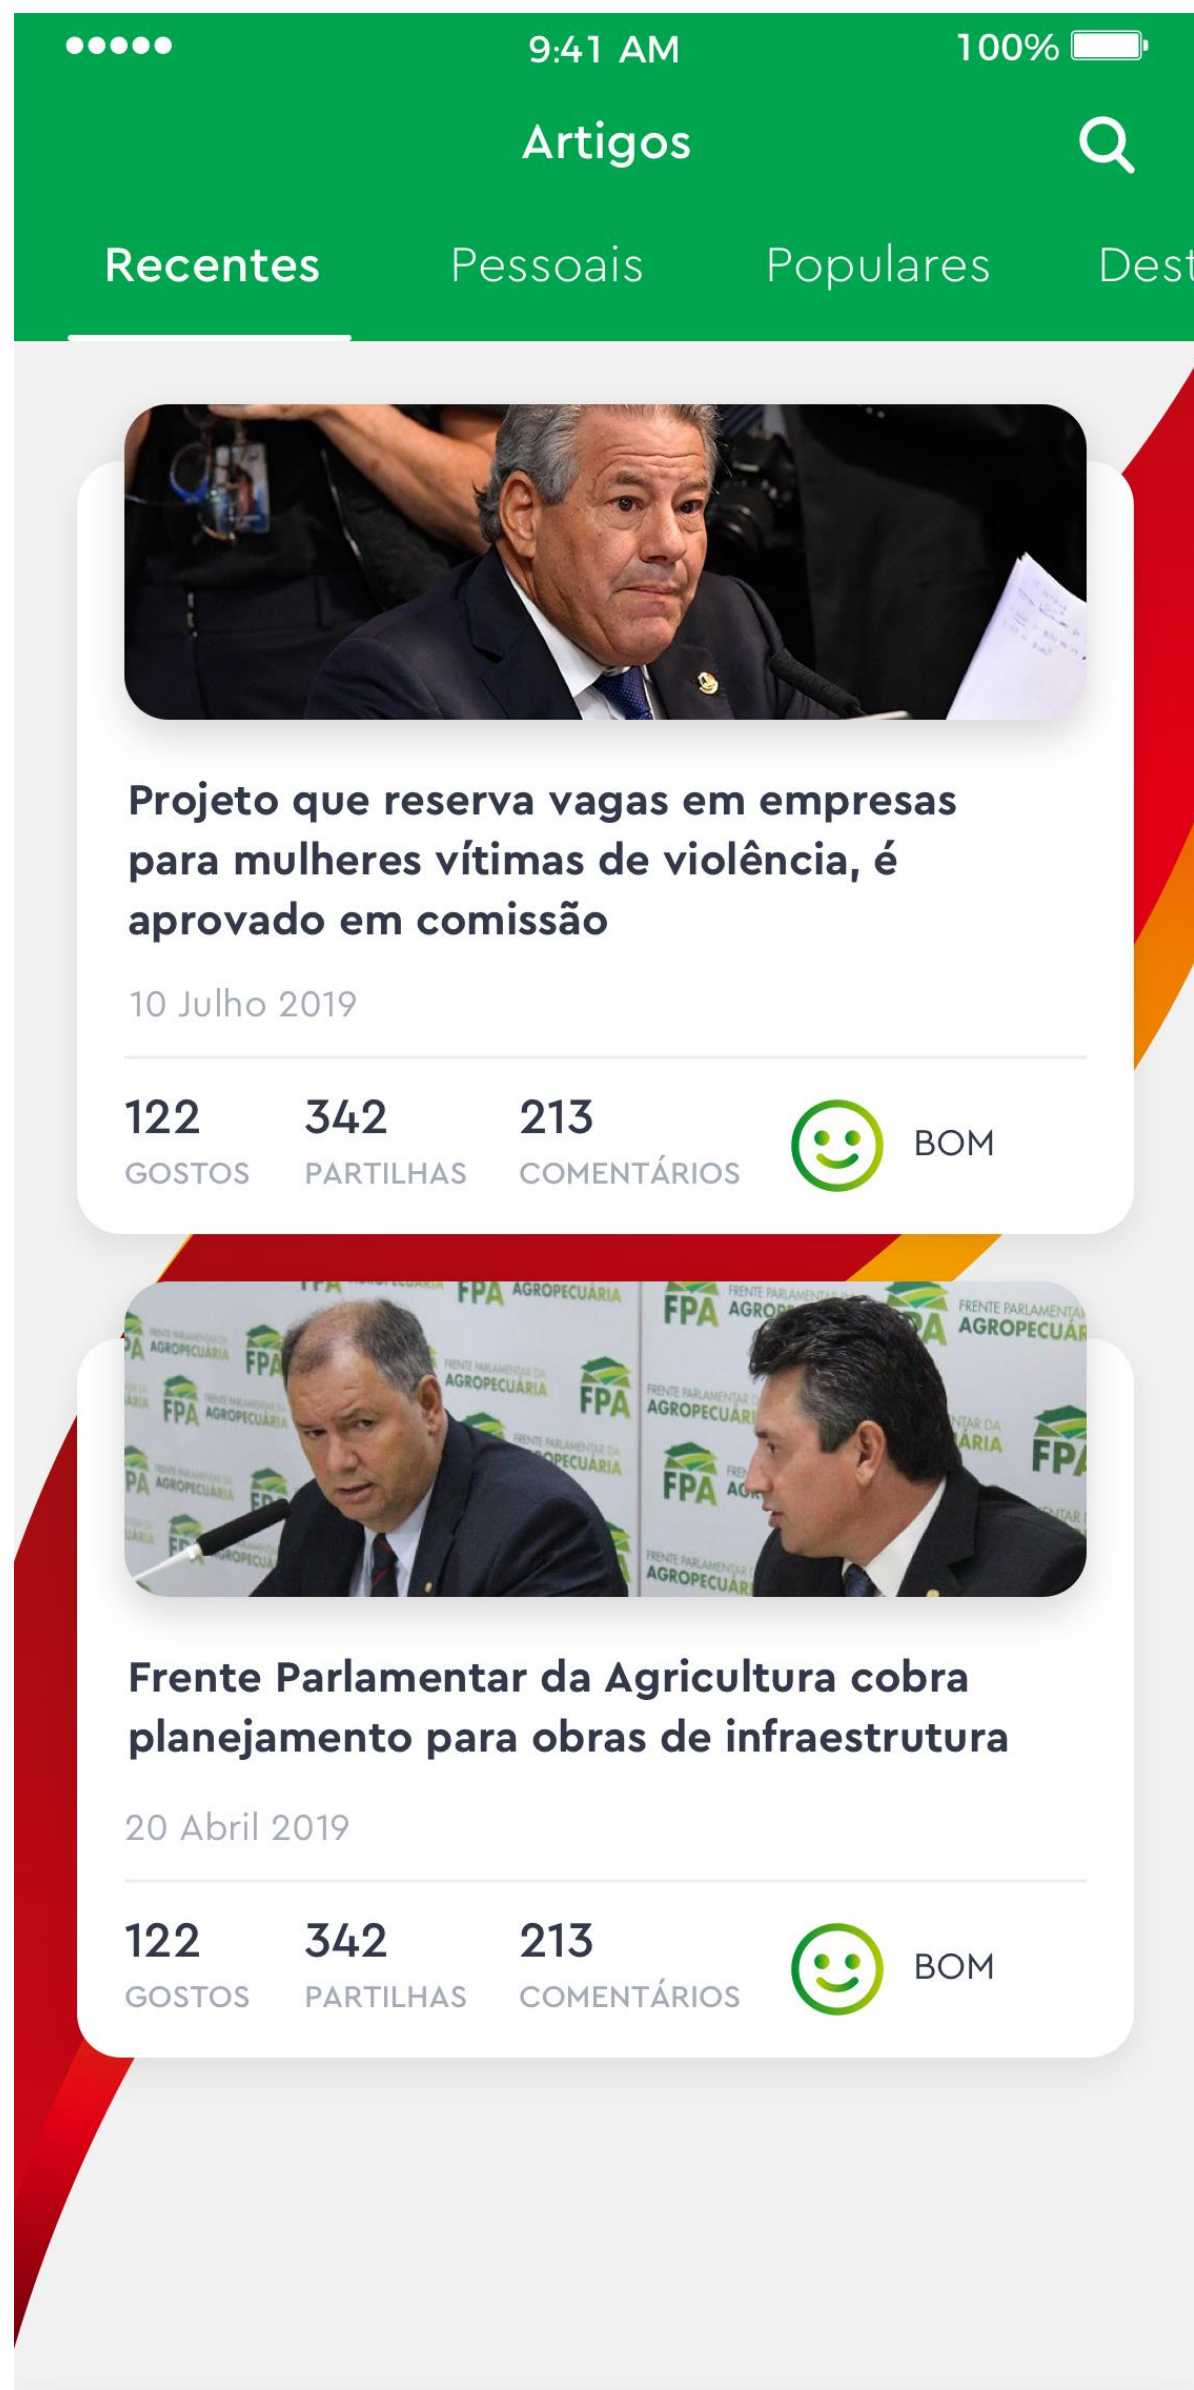 9:41 AM
100%
Artigos
Recentes Pessoais Populares Dest
Projeto que reserva vagas em empresas
para mulheres vítimas de violência, é
aprovado em comissão
10 Julho 2019
122 342 213
BOM
GOSTOS PARTILHAS COMENTÁRIOS
FPA AGROPECUÁRIA
FRENTE PARLAMENTAR DA
FPA AGROPECUÁRIA
Frente Parlamentar da Agricultura cobra
planejamento para obras de infraestrutura
20 Abril 2019
122 342 213
BOM
GOSTOS PARTILHAS COMENTÁRIOS